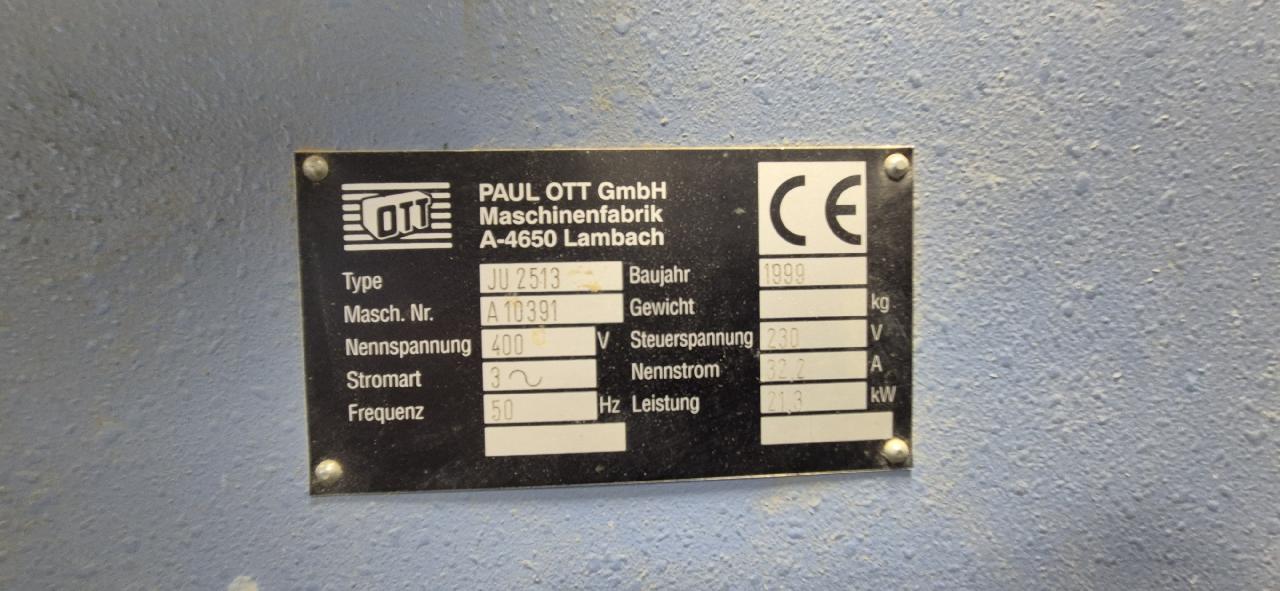 OTT
PAUL OTT GmbH
Maschinenfabrik
A-4650 Lambach
CE
Type JU 2513 Baujahr 1999
Masch. Nr. A 10391 Gewicht kg
Nennspannung 400 V Steuerspannung 230 V
Stromart 3 ~ Nennstrom 32,2 A
Frequenz 50 Hz Leistung 21,3 kW